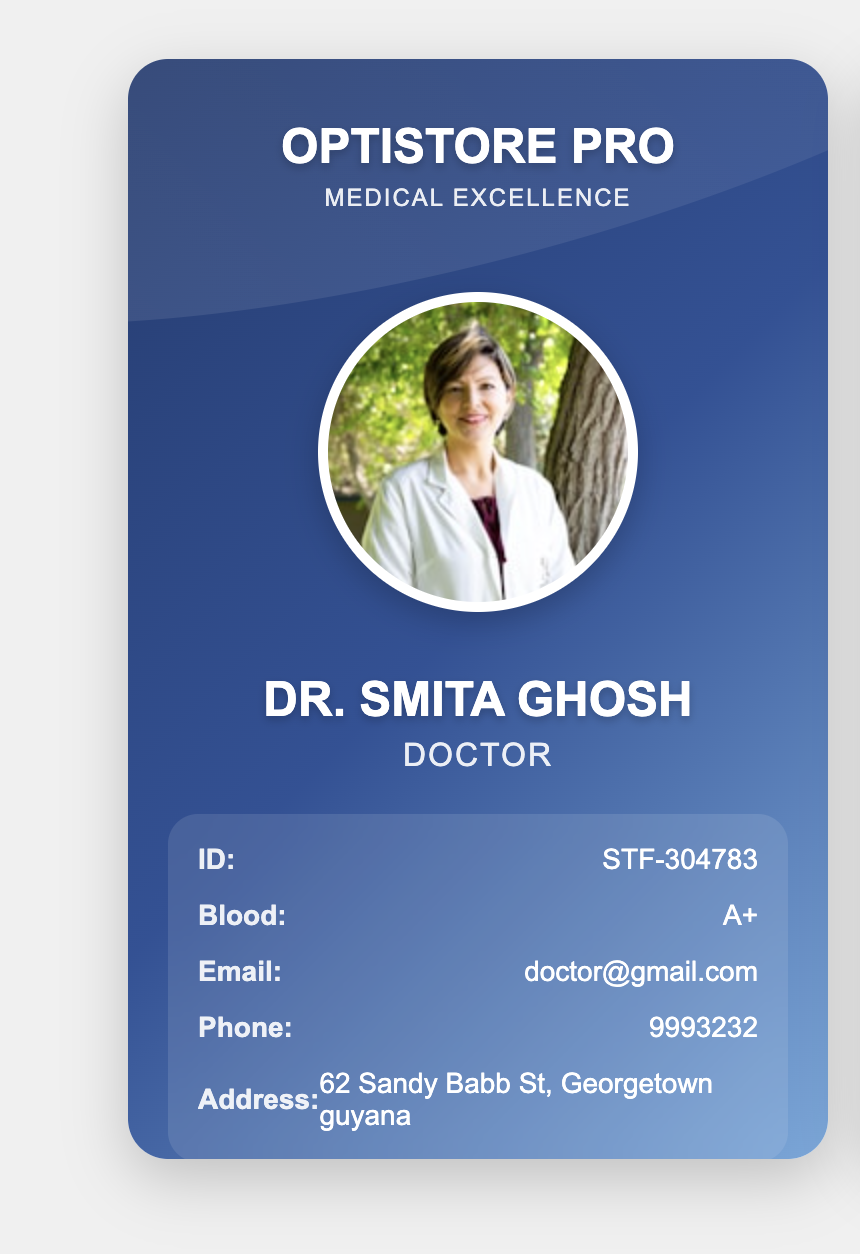 OPTISTORE PRO
MEDICAL EXCELLENCE
DR. SMITA GHOSH
DOCTOR
ID: STF-304783
Blood: A+
Email: doctor@gmail.com
Phone: 9993232
Address: 62 Sandy Babb St, Georgetown
guyana